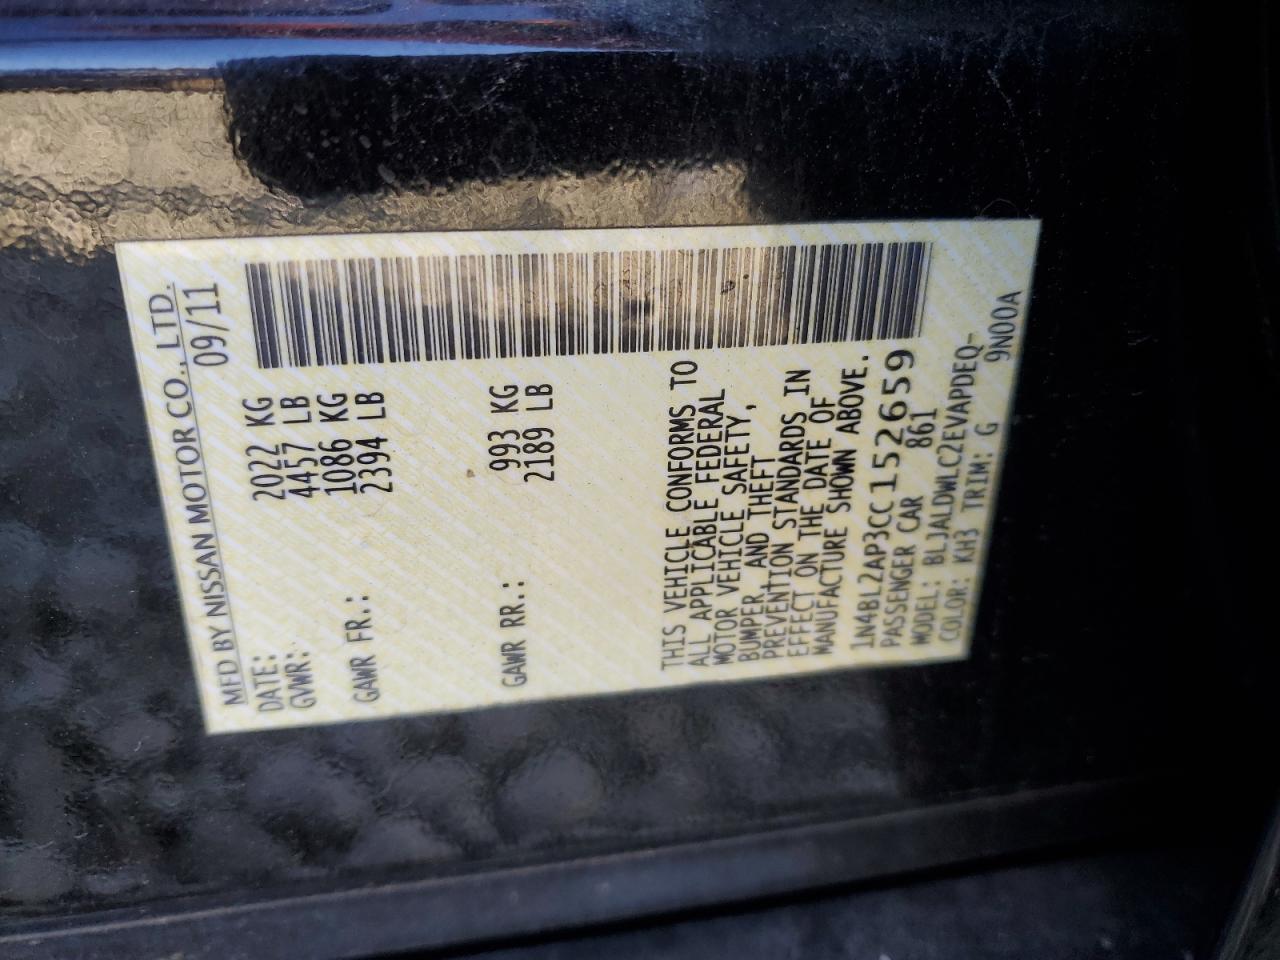 MFD BY NISSAN MOTOR CO.,LTD.
DATE: 09/11
GVWR: 2022 KG
4457 LB
GAWR FR.: 1086 KG
2394 LB
GAWR RR.: 993 KG
2189 LB
THIS VEHICLE CONFORMS TO
ALL APPLICABLE FEDERAL
MOTOR VEHICLE SAFETY,
BUMPER, AND THEFT
PREVENTION STANDARDS IN
EFFECT ON THE DATE OF
MANUFACTURE SHOWN ABOVE.
1N4BL2AP3CC152659
PASSENGER CAR 861
MODEL: BLJALDWLC2EVAPDEQ-
COLOR: KH3 TRIM: G 9N00A